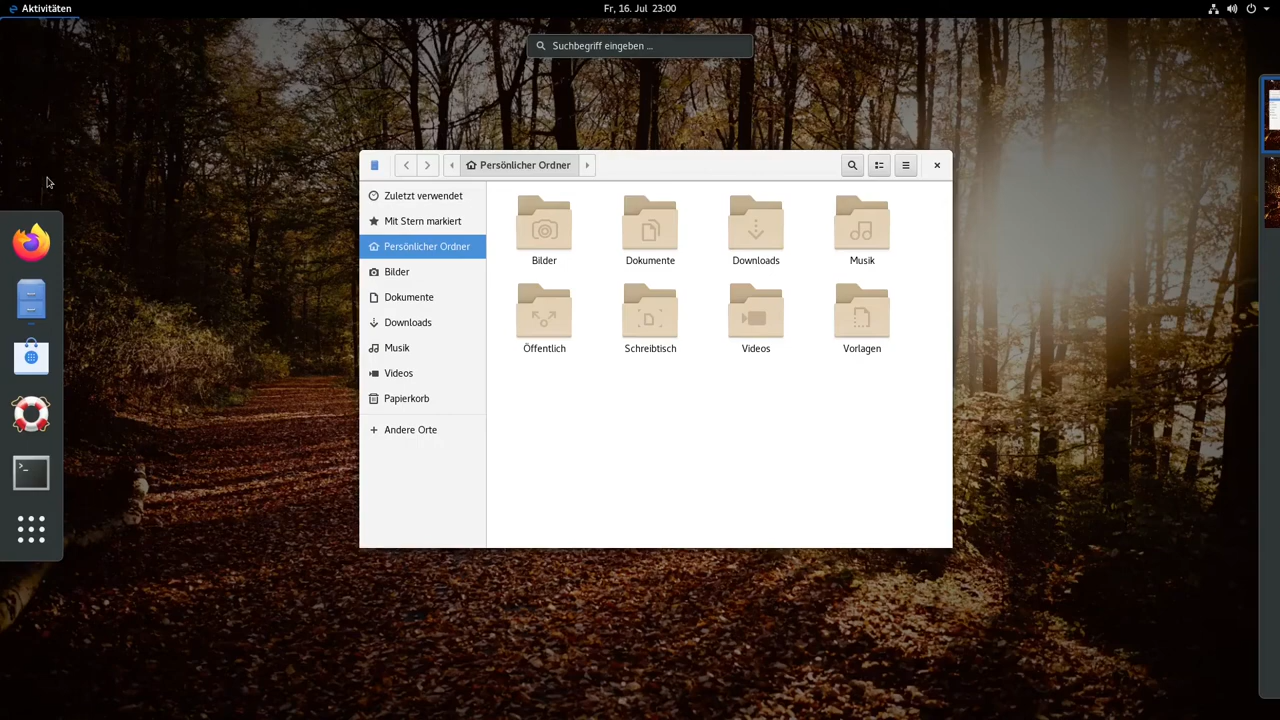 Aktivitäten
Fr, 16. Jul 23:00
Suchbegriff eingeben ...
Persönlicher Ordner
Zuletzt verwendet
Mit Stern markiert
Persönlicher Ordner
Bilder
Dokumente
Downloads
Musik
Videos
Papierkorb
Andere Orte
Bilder
Dokumente
Downloads
Musik
Öffentlich
Schreibtisch
Videos
Vorlagen